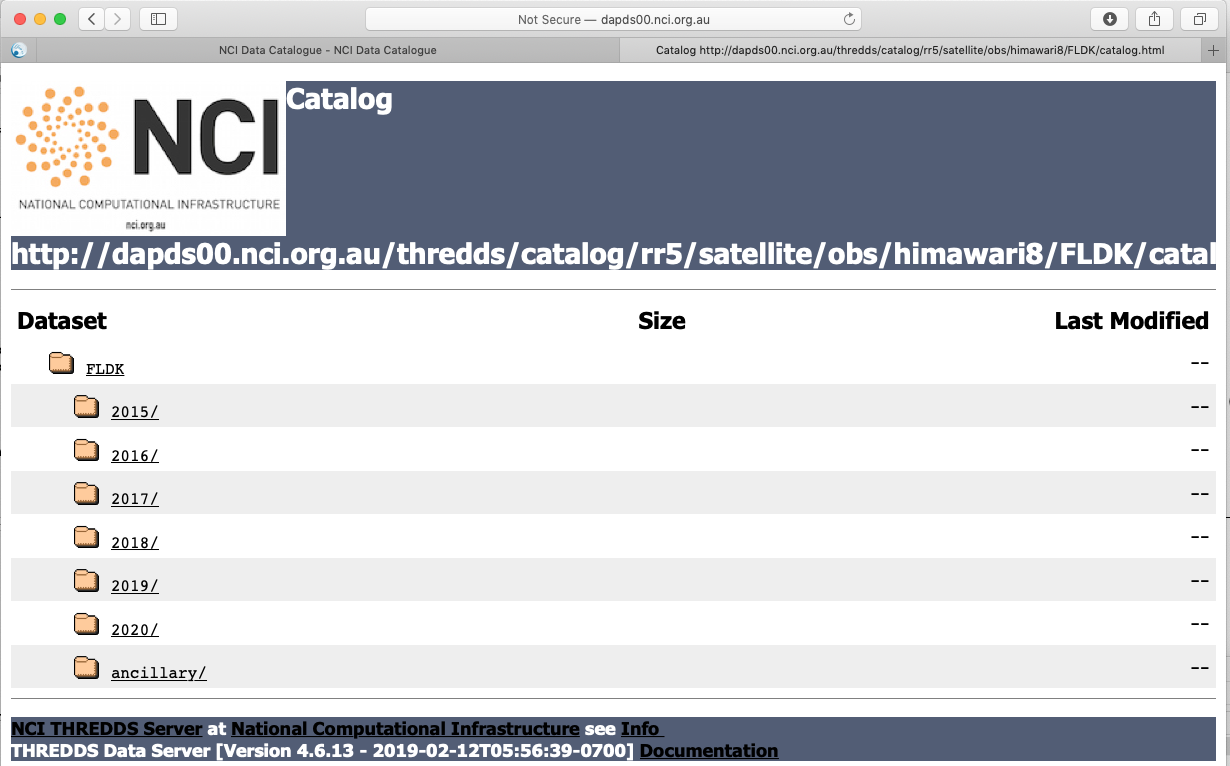 Not Secure — dapds00.nci.org.au
NCI Data Catalogue - NCI Data Catalogue
Catalog http://dapds00.nci.org.au/thredds/catalog/rr5/satellite/obs/himawari8/FLDK/catalog.html
NCI
NATIONAL COMPUTATIONAL INFRASTRUCTURE
nci.org.au
Catalog
http://dapds00.nci.org.au/thredds/catalog/rr5/satellite/obs/himawari8/FLDK/catal
Dataset Size Last Modified
FLDK --
2015/ --
2016/ --
2017/ --
2018/ --
2019/ --
2020/ --
ancillary/ --
NCI THREDDS Server at National Computational Infrastructure see Info
THREDDS Data Server [Version 4.6.13 - 2019-02-12T05:56:39-0700] Documentation